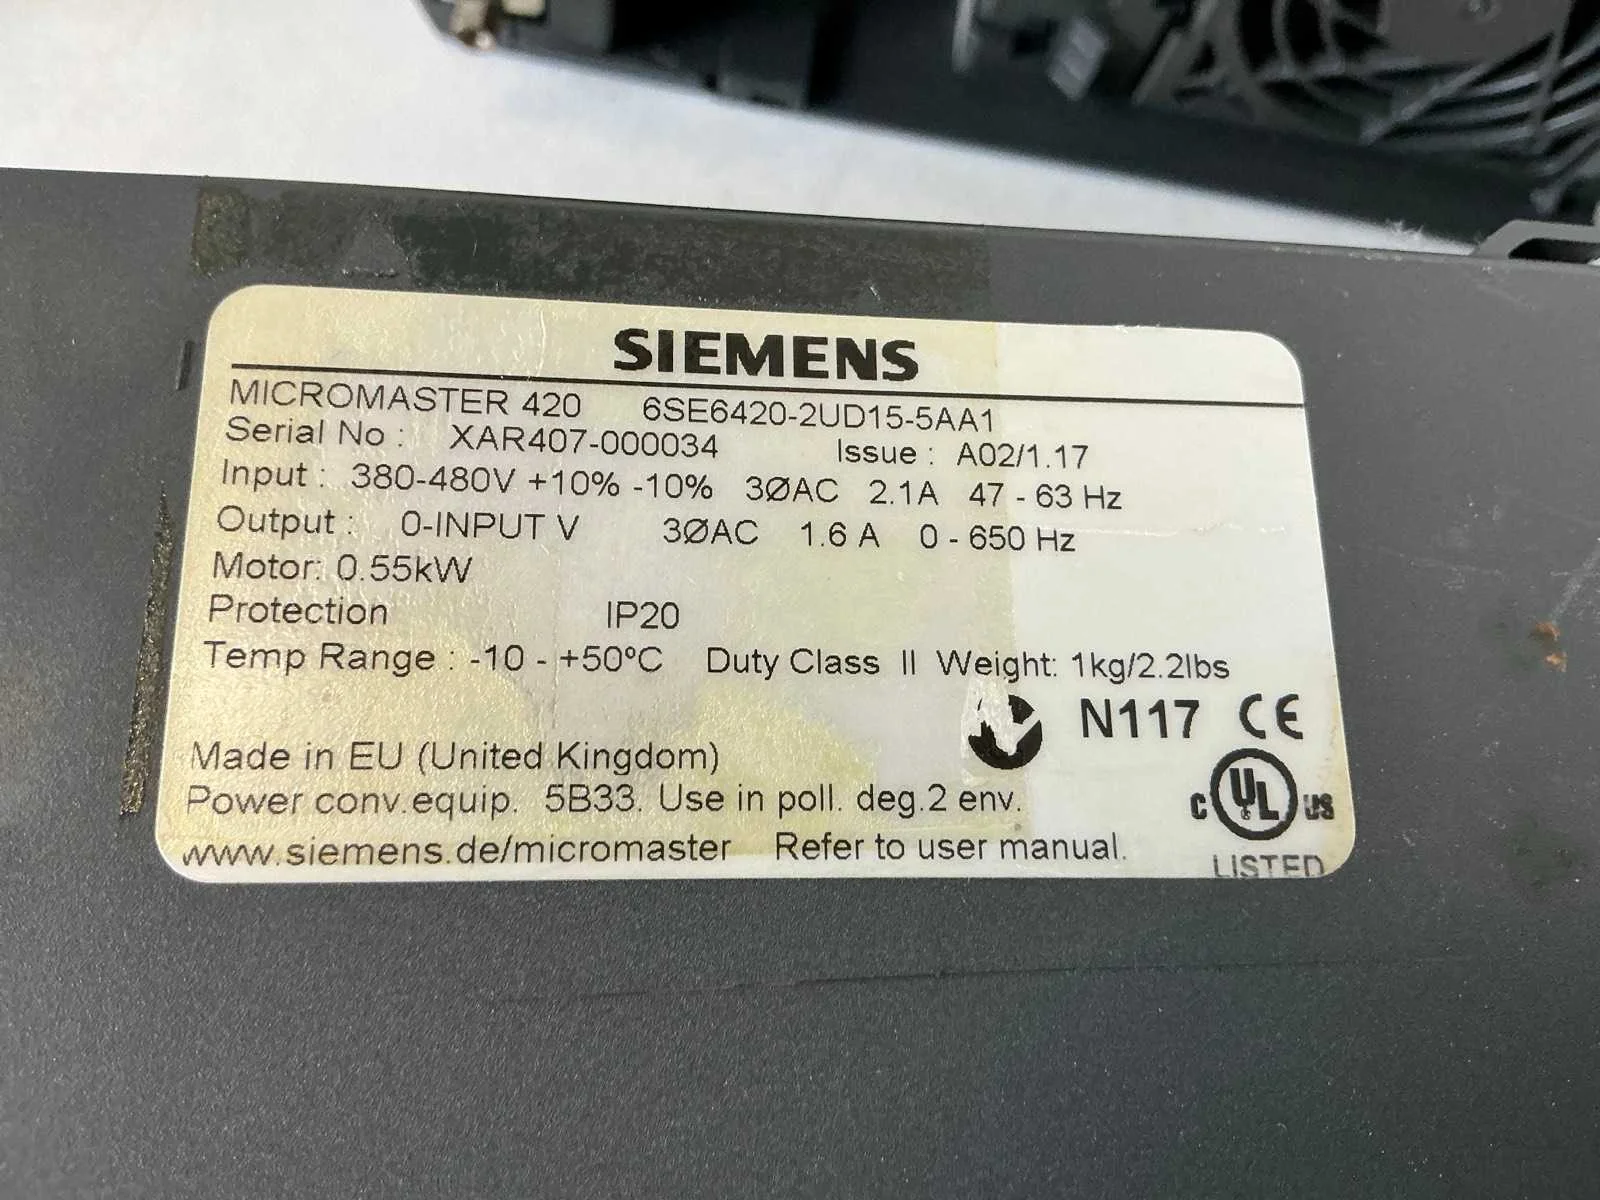 SIEMENS
MICROMASTER 420 6SE6420-2UD15-5AA1
Serial No : XAR407-000034 Issue : A02/1.17
Input : 380-480V +10% -10% 3ØAC 2.1A 47 - 63 Hz
Output : 0-INPUT V 3ØAC 1.6 A 0 - 650 Hz
Motor: 0.55kW
Protection IP20
Temp Range : -10 - +50ºC Duty Class II Weight: 1kg/2.2lbs
N117 CE
Made in EU (United Kingdom)
Power conv.equip. 5B33. Use in poll. deg.2 env.
C UL US
www.siemens.de/micromaster Refer to user manual.
LISTED